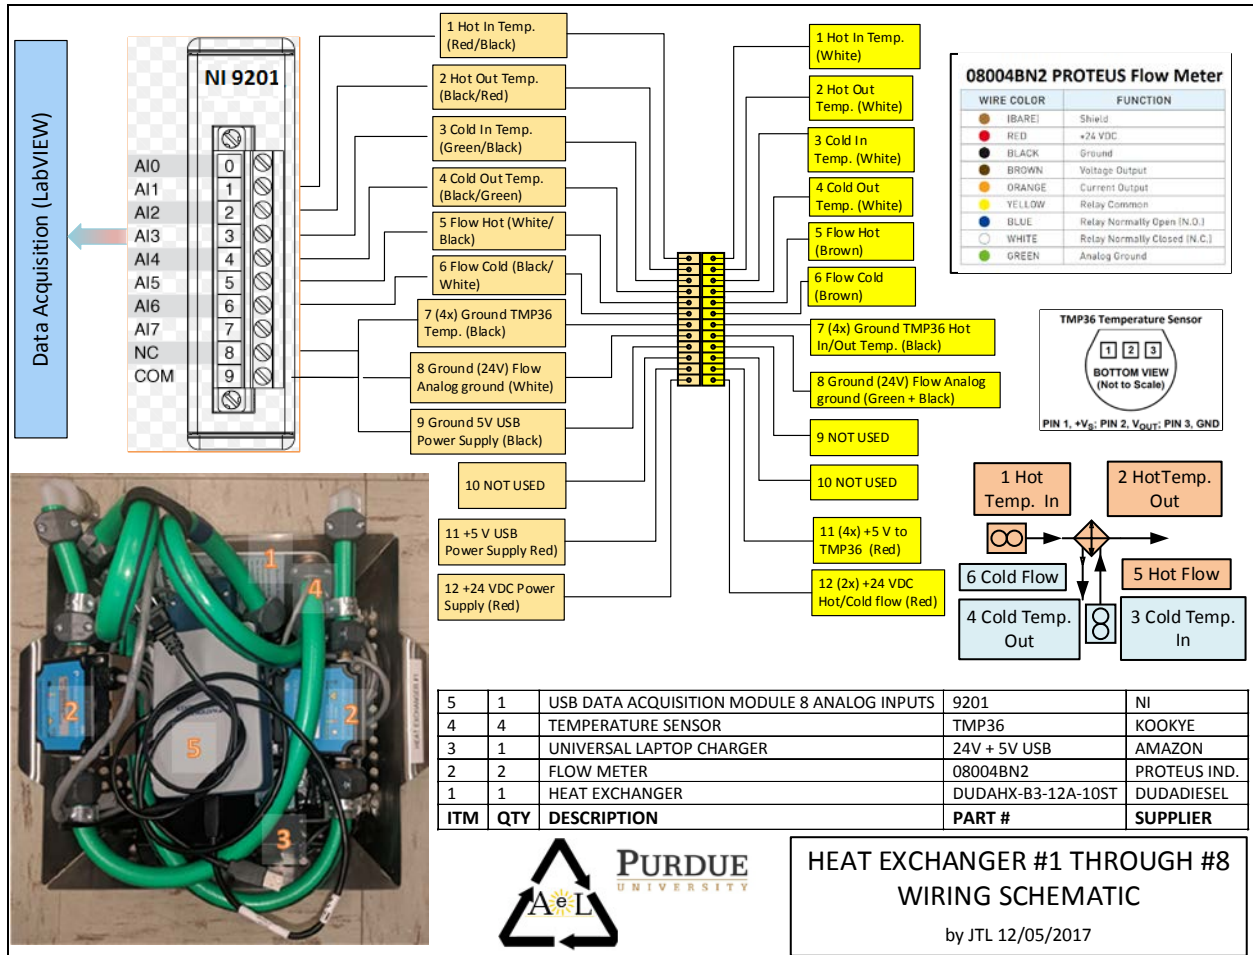 Data Acquisition (LabVIEW)
NI 9201
AI0
AI1
AI2
AI3
AI4
AI5
AI6
AI7
NC
COM
0
1
2
3
4
5
6
7
8
9
1 Hot In Temp.
(Red/Black)
2 Hot Out Temp.
(Black/Red)
3 Cold In Temp.
(Green/Black)
4 Cold Out Temp.
(Black/Green)
5 Flow Hot (White/
Black)
6 Flow Cold (Black/
White)
7 (4x) Ground TMP36
Temp. (Black)
8 Ground (24V) Flow
Analog ground (White)
9 Ground 5V USB
Power Supply (Black)
10 NOT USED
11 +5 V USB
Power Supply Red)
12 +24 VDC Power
Supply (Red)
1 Hot In Temp.
(White)
2 Hot Out
Temp. (White)
3 Cold In
Temp. (White)
4 Cold Out
Temp. (White)
5 Flow Hot
(Brown)
6 Flow Cold
(Brown)
7 (4x) Ground TMP36 Hot
In/Out Temp. (Black)
8 Ground (24V) Flow Analog
ground (Green + Black)
9 NOT USED
10 NOT USED
11 (4x) +5 V to
TMP36 (Red)
12 (2x) +24 VDC
Hot/Cold flow (Red)
08004BN2 PROTEUS Flow Meter
WIRE COLOR FUNCTION
(BARE) Shield
RED +24 VDC
BLACK Ground
BROWN Voltage Output
ORANGE Current Output
YELLOW Relay Common
BLUE Relay Normally Open (N.O.)
WHITE Relay Normally Closed (N.C.)
GREEN Analog Ground
TMP36 Temperature Sensor
1 2 3
BOTTOM VIEW
(Not to Scale)
PIN 1, +VS; PIN 2, VOUT; PIN 3, GND
1 Hot
Temp. In
2 HotTemp.
Out
6 Cold Flow
5 Hot Flow
4 Cold Temp.
Out
3 Cold Temp.
In
1
4
2
2
5
3
HEAT EXCHANGER #1
5 1 USB DATA ACQUISITION MODULE 8 ANALOG INPUTS 9201 NI
4 4 TEMPERATURE SENSOR TMP36 KOOKYE
3 1 UNIVERSAL LAPTOP CHARGER 24V + 5V USB AMAZON
2 2 FLOW METER 08004BN2 PROTEUS IND.
1 1 HEAT EXCHANGER DUDAHX-B3-12A-10ST DUDADIESEL
ITM QTY DESCRIPTION PART # SUPPLIER
AeL
PURDUE
UNIVERSITY
HEAT EXCHANGER #1 THROUGH #8
WIRING SCHEMATIC
by JTL 12/05/2017